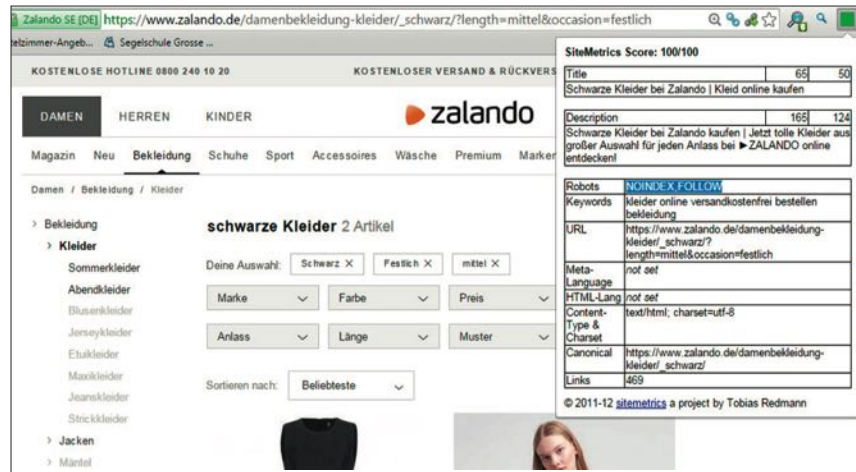 Zalando SE [DE] https://www.zalando.de/damenbekleidung-kleider/_schwarz/?length=mittel&occasion=festlich
telzimmer-Angeb... Segelschule Grosse ...
KOSTENLOSE HOTLINE 0800 240 10 20 KOSTENLOSER VERSAND & RÜCKVERS
DAMEN HERREN KINDER zalando
Magazin Neu Bekleidung Schuhe Sport Accessoires Wäsche Premium Marken
Damen / Bekleidung / Kleider
> Bekleidung
> Kleider
Sommerkleider
Abendkleider
Blusenkleider
Jerseykleider
Etuikleider
Maxikleider
Jeanskleider
Strickkleider
> Jacken
> Mäntel
schwarze Kleider 2 Artikel
Deine Auswahl: Schwarz X Festlich X mittel X
Marke Farbe Preis
Anlass Länge Muster
Sortieren nach: Beliebteste
SiteMetrics Score: 100/100
Title 65 50
Schwarze Kleider bei Zalando | Kleid online kaufen
Description 165 124
Schwarze Kleider bei Zalando kaufen | Jetzt tolle Kleider aus
großer Auswahl für jeden Anlass bei ►ZALANDO online
entdecken!
Robots NOINDEX,FOLLOW
Keywords kleider online versandkostenfrei bestellen
bekleidung
URL https://www.zalando.de/damenbekleidung-
kleider/_schwarz/?
length=mittel&occasion=festlich
Meta- not set
Language
HTML-Lang not set
Content- text/html; charset=utf-8
Type &
Charset
Canonical https://www.zalando.de/damenbekleidung-
kleider/_schwarz/
Links 469
© 2011-12 sitemetrics a project by Tobias Redmann